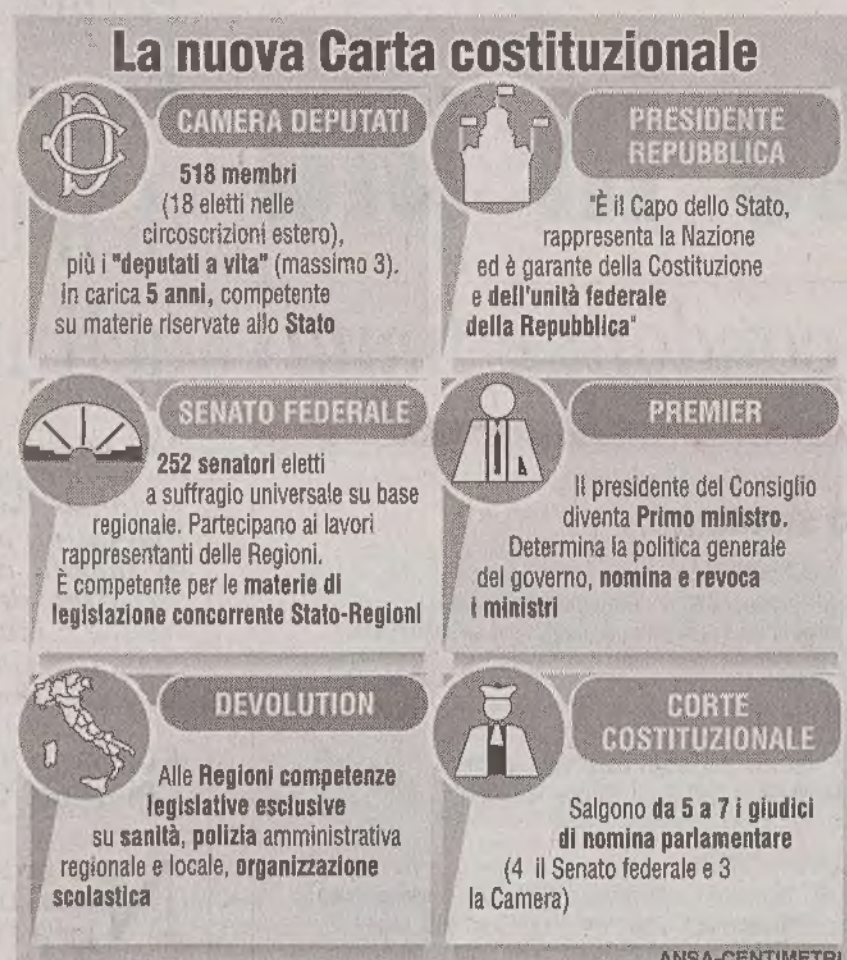 La nuova Carta costituzionale
CAMERA DEPUTATI
518 membri
(18 eletti nelle
circoscrizioni estero),
più i "deputati a vita" (massimo 3).
In carica 5 anni, competente
su materie riservate allo Stato
PRESIDENTE
REPUBBLICA
"È il Capo dello Stato,
rappresenta la Nazione
ed è garante della Costituzione
e dell'unità federale
della Repubblica"
SENATO FEDERALE
252 senatori eletti
a suffragio universale su base
regionale. Partecipano ai lavori
rappresentanti delle Regioni.
È competente per le materie di
legislazione concorrente Stato-Regioni
PREMIER
Il presidente del Consiglio
diventa Primo ministro.
Determina la politica generale
del governo, nomina e revoca
i ministri
DEVOLUTION
Alle Regioni competenze
legislative esclusive
su sanità, polizia amministrativa
regionale e locale, organizzazione
scolastica
CORTE
COSTITUZIONALE
Salgono da 5 a 7 i giudici
di nomina parlamentare
(4 il Senato federale e 3
la Camera)
ANSA-CENTIMETRI